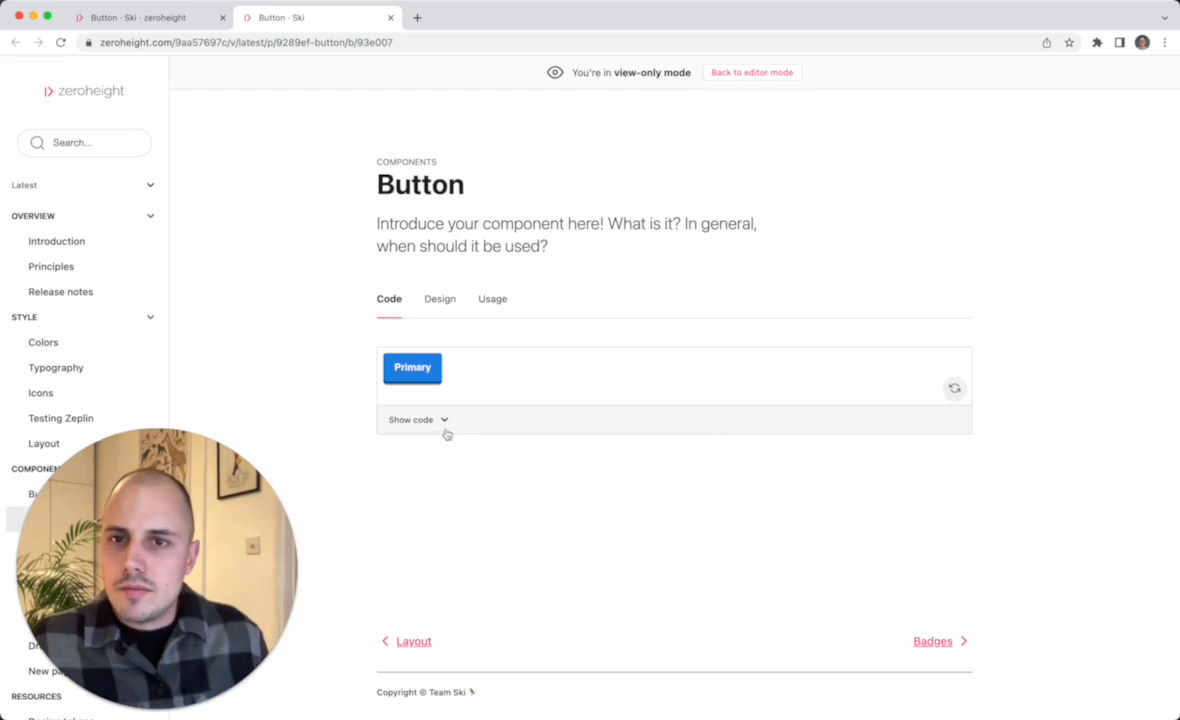 Button - Ski · zeroheight
Button - Ski
zeroheight.com/9aa57697c/v/latest/p/9289ef-button/b/93e007
You're in view-only mode
Back to editor mode
zeroheight
Search...
Latest
OVERVIEW
Introduction
Principles
Release notes
STYLE
Colors
Typography
Icons
Testing Zeplin
Layout
COMPONEN
COMPONENTS
Button
Introduce your component here! What is it? In general,
when should it be used?
Code
Design
Usage
Primary
Show code
Layout
Badges
Copyright © Team Ski
New pa
RESOURCES